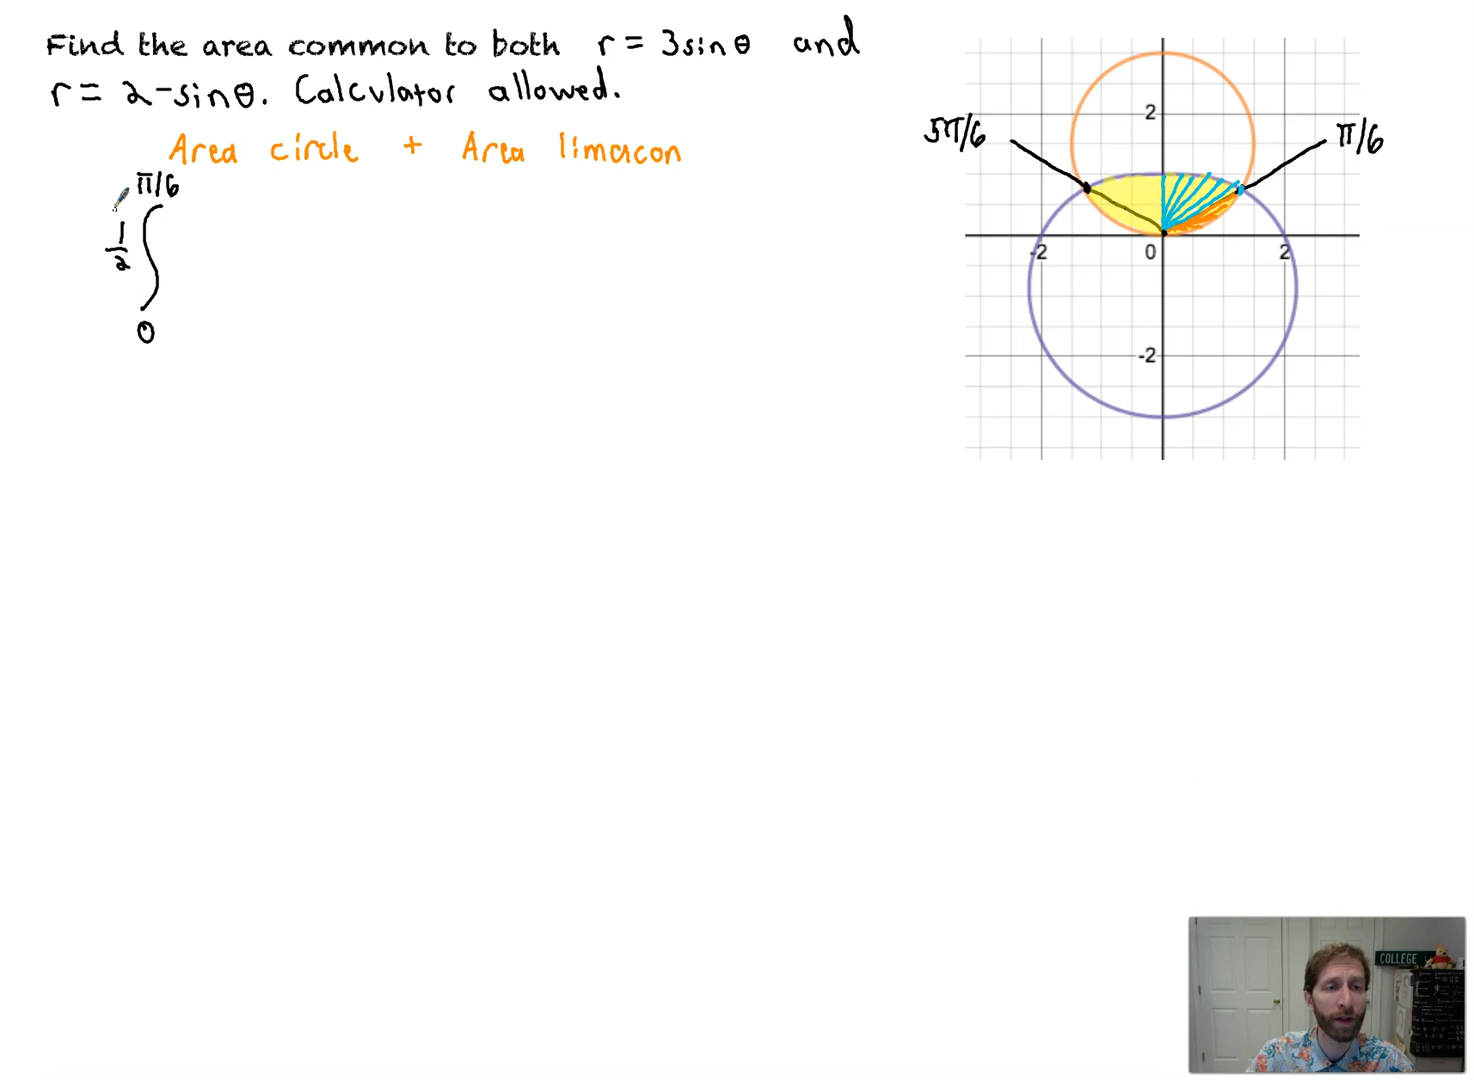 Find the area common to both r = 3sinθ and
r = 2-sinθ. Calculator allowed.
Area circle + Area limacon
π/6
1/2 ∫
0
5π/6
π/6
2
-2
0
2
-2
COLLEGE